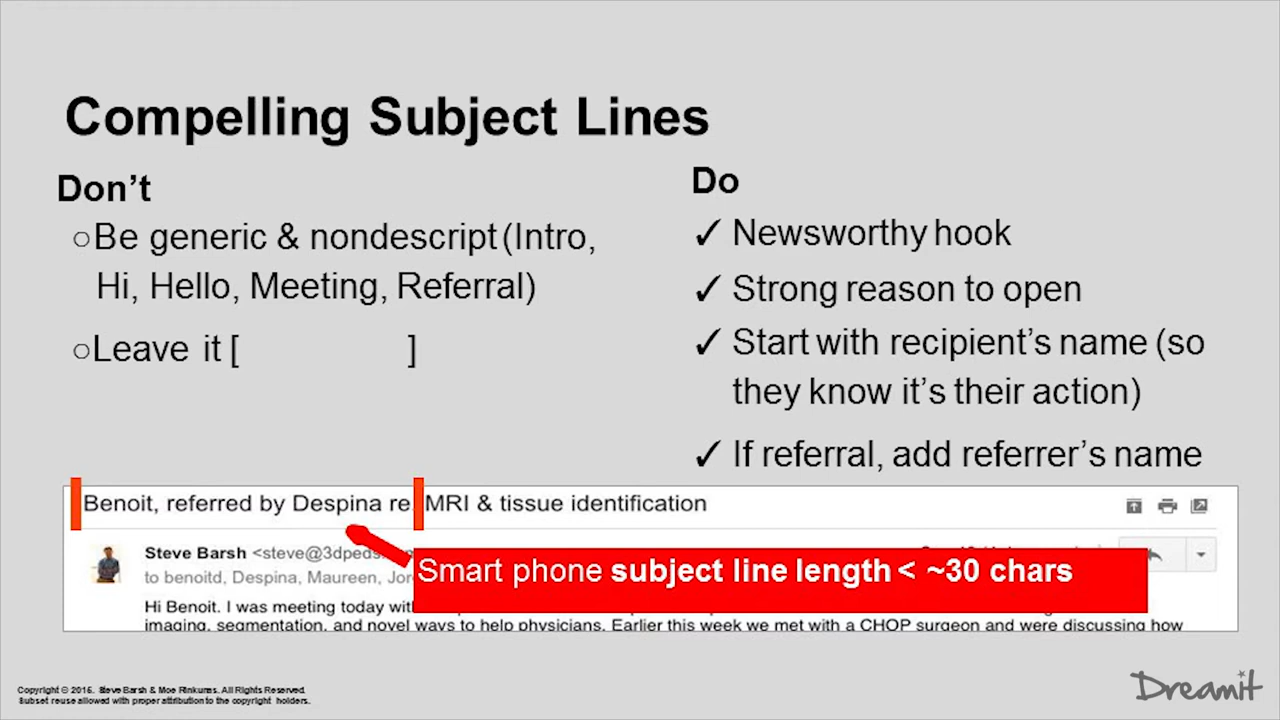 Compelling Subject Lines
Don't
○Be generic & nondescript (Intro,
Hi, Hello, Meeting, Referral)
○Leave it [ ]
Do
✓ Newsworthy hook
✓ Strong reason to open
✓ Start with recipient's name (so
they know it's their action)
✓ If referral, add referrer's name
Benoit, referred by Despina re MRI & tissue identification
Steve Barsh <steve@3dpeds
to benoitd, Despina, Maureen,
Smart phone subject line length < ~30 chars
Hi Benoit. I was meeting today
imaging, segmentation, and novel ways to help physicians. Earlier this week we met with a CHOP surgeon and were discussing how
Copyright © 2015. Steve Barsh & Moe Rinkunas. All Rights Reserved.
Subset reuse allowed with proper attribution to the copyright holders.
Dreamit